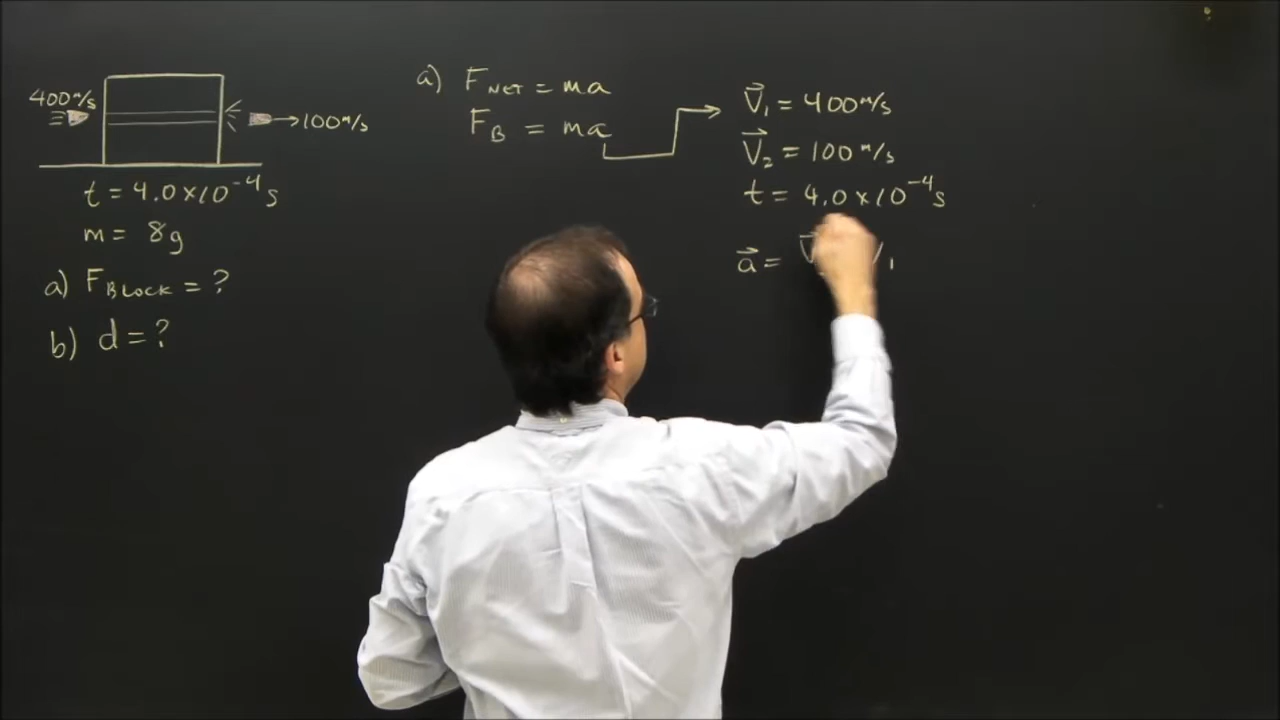 400 m/s
→100 m/s
t = 4.0×10⁻⁴ s
m = 8g
a) F_BLOCK = ?
b) d = ?
a) F_NET = ma
F_B = ma
V⃗₁ = 400 m/s
V⃗₂ = 100 m/s
t = 4.0×10⁻⁴ s
a⃗ =